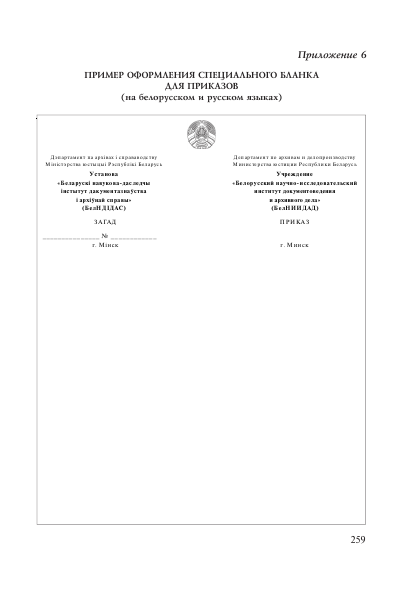 Приложение 6
ПРИМЕР ОФОРМЛЕНИЯ СПЕЦИАЛЬНОГО БЛАНКА
ДЛЯ ПРИКАЗОВ
(на белорусском и русском языках)
Дэпартамент па архівах і справаводству
Міністэрства юстыцыі Рэспублікі Беларусь
Установа
«Беларускі навукова-даследчы
інстытут дакументазнаўства
і архіўнай справы»
(БелНДІДАС)
ЗАГАД
________________ № _____________
г. Мінск
Департамент по архивам и делопроизводству
Министерства юстиции Республики Беларусь
Учреждение
«Белорусский научно-исследовательский
институт документоведения
и архивного дела»
(БелНИИДАД)
ПРИКАЗ
г. Минск
259